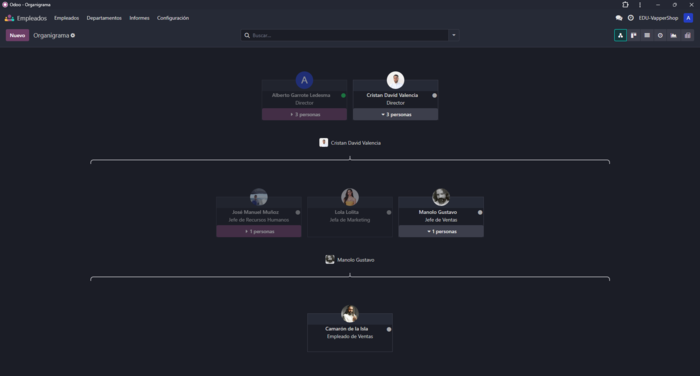 Odoo - Organigrama
Empleados Empleados Departamentos Informes Configuración
EDU-VapperShop A
Nuevo Organigrama Buscar...
A
Alberto Garrote Ledesma
Director
3 personas
Cristan David Valencia
Director
3 personas
Cristan David Valencia
José Manuel Muñoz
Jefe de Recursos Humanos
1 personas
Lola Lolita
Jefa de Marketing
Manolo Gustavo
Jefe de Ventas
1 personas
Manolo Gustavo
Camarón de la Isla
Empleado de Ventas